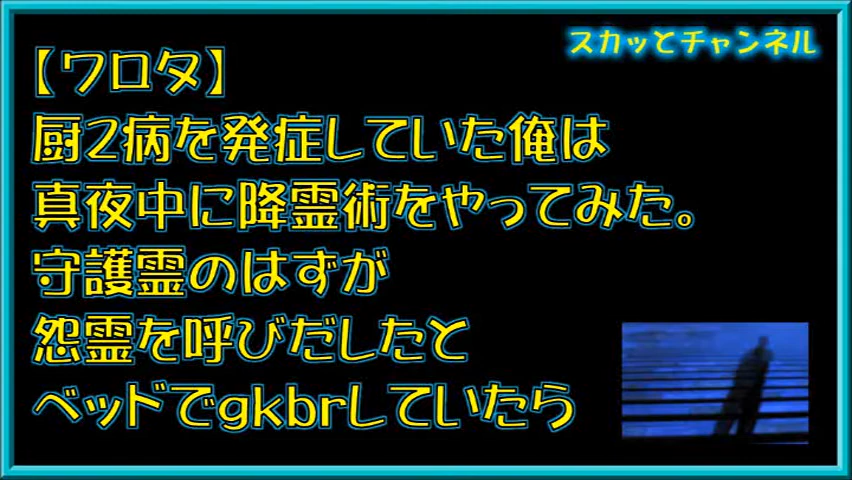 スカッとチャンネル
【ワロタ】
厨2病を発症していた俺は
真夜中に降霊術をやってみた。
守護霊のはずが
怨霊を呼びだしたと
ベッドでgkbrしていたら